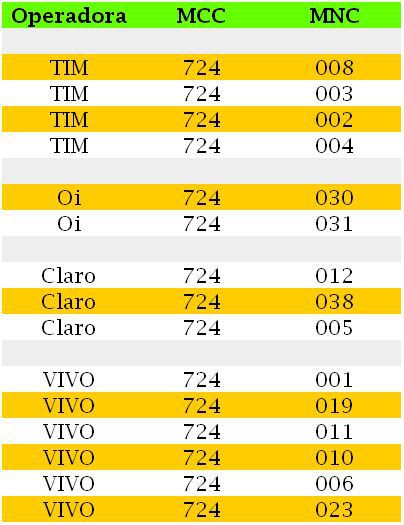 Operadora MCC MNC
TIM 724 008
TIM 724 003
TIM 724 002
TIM 724 004
Oi 724 030
Oi 724 031
Claro 724 012
Claro 724 038
Claro 724 005
VIVO 724 001
VIVO 724 019
VIVO 724 011
VIVO 724 010
VIVO 724 006
VIVO 724 023